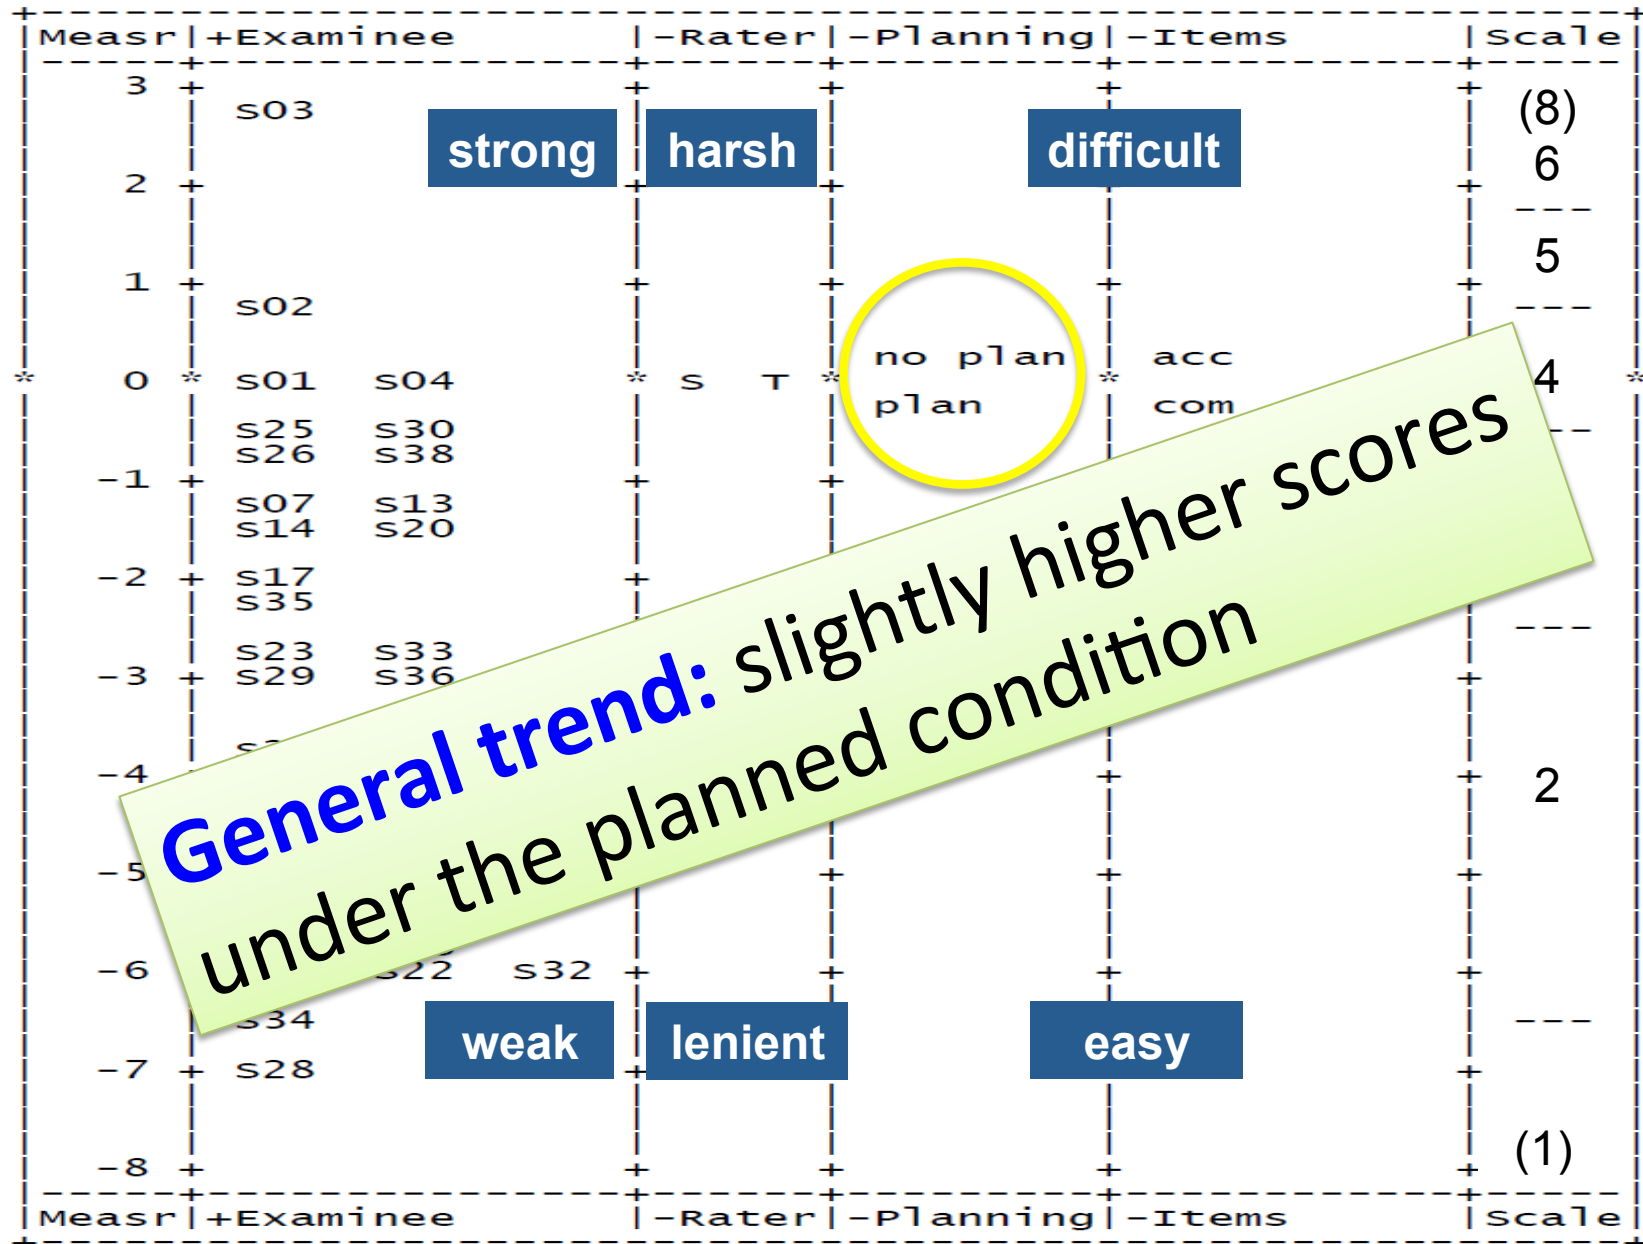 Measr|+Examinee |-Rater|-Planning|-Items |Scale
3
s03 (8)
strong harsh difficult 6
2
5
1
s02
no plan acc
0 * s01 s04 * S T * * 4 *
plan com
s25 s30
s26 s38
-1
s07 s13
s14 s20
-2 s17
s35
s23 s33
-3 s29 s36
-4
2
-5
General trend: slightly higher scores
under the planned condition
-6 s22 s32
s34
weak lenient easy
-7 s28
(1)
-8
Measr|+Examinee |-Rater|-Planning|-Items |Scale